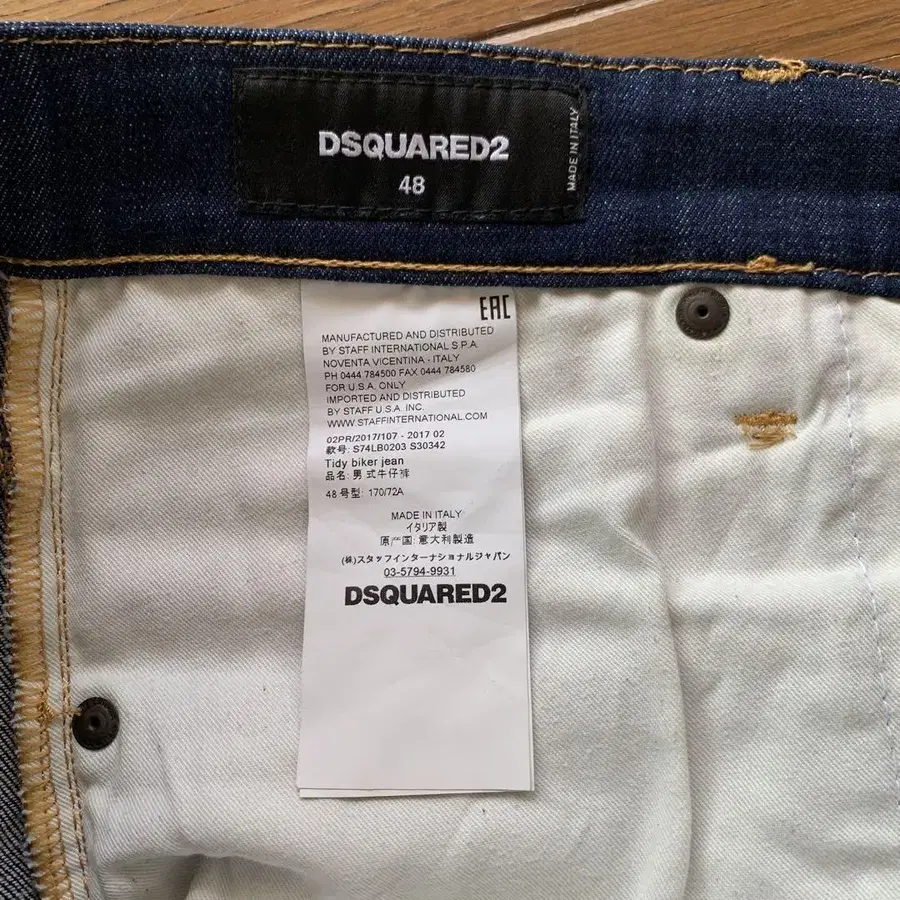 DSQUARED2
48
MADE IN ITALY
EAC
MANUFACTURED AND DISTRIBUTED
BY STAFF INTERNATIONAL S.P.A.
NOVENTA VICENTINA - ITALY
PH 0444 784500 FAX 0444 784580
FOR U.S.A. ONLY
IMPORTED AND DISTRIBUTED
BY STAFF U.S.A. INC.
WWW.STAFFINTERNATIONAL.COM
02PR/2017/107 - 2017 02
款号: S74LB0203 S30342
Tidy biker jean
品名: 男式牛仔裤
48 号型: 170/72A
MADE IN ITALY
イタリア製
国: 意大利製造
(株)スタッフインターナショナルジャパン
03-5794-9931
DSQUARED2